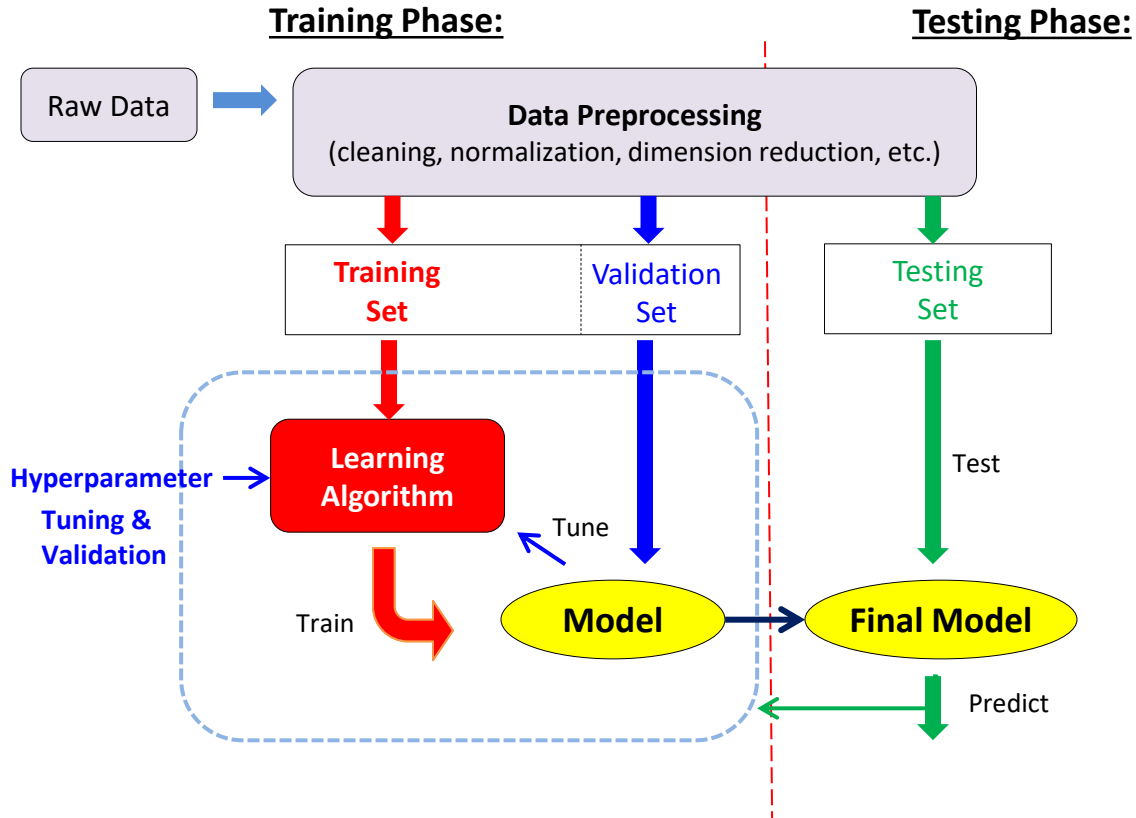 Training Phase:
Testing Phase:
Raw Data
Data Preprocessing
(cleaning, normalization, dimension reduction, etc.)
Training
Set
Validation
Set
Testing
Set
Learning
Algorithm
Hyperparameter
Tuning &
Validation
Tune
Test
Train
Model
Final Model
Predict